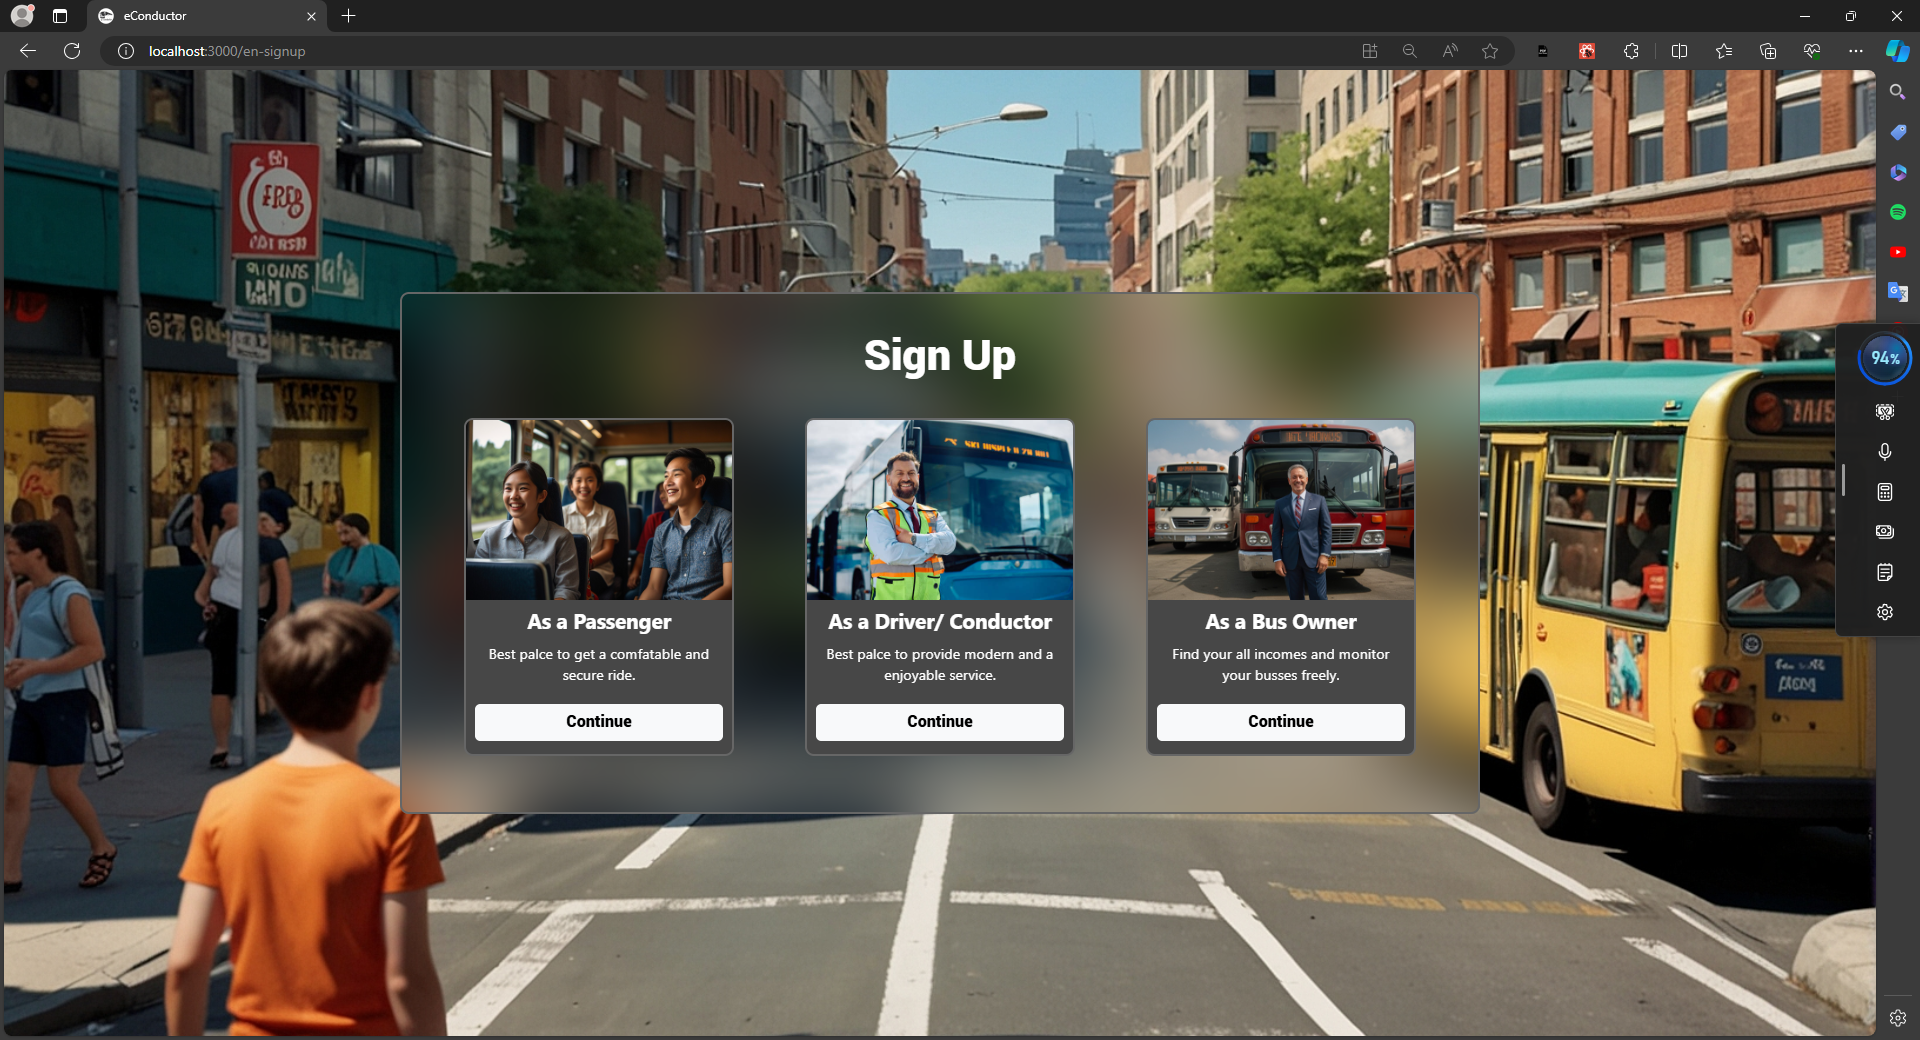 eConductor
localhost:3000/en-signup
94%
Sign Up
As a Passenger
Best palce to get a comfatable and
secure ride.
Continue
As a Driver/ Conductor
Best palce to provide modern and a
enjoyable service.
Continue
As a Bus Owner
Find your all incomes and monitor
your busses freely.
Continue